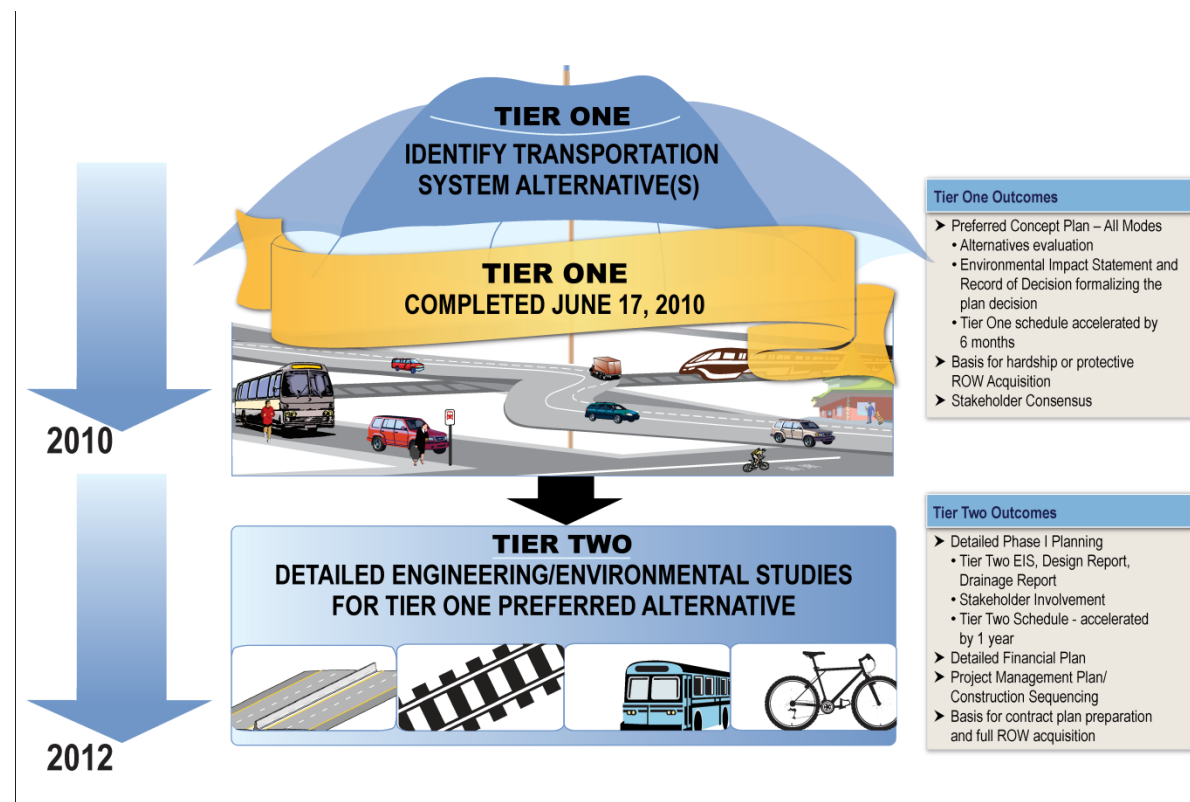 TIER ONE
IDENTIFY TRANSPORTATION
SYSTEM ALTERNATIVE(S)
TIER ONE
COMPLETED JUNE 17, 2010
2010
Tier One Outcomes
➤ Preferred Concept Plan – All Modes
• Alternatives evaluation
• Environmental Impact Statement and
Record of Decision formalizing the
plan decision
• Tier One schedule accelerated by
6 months
➤ Basis for hardship or protective
ROW Acquisition
➤ Stakeholder Consensus
TIER TWO
DETAILED ENGINEERING/ENVIRONMENTAL STUDIES
FOR TIER ONE PREFERRED ALTERNATIVE
2012
Tier Two Outcomes
➤ Detailed Phase I Planning
• Tier Two EIS, Design Report,
Drainage Report
• Stakeholder Involvement
• Tier Two Schedule - accelerated
by 1 year
➤ Detailed Financial Plan
➤ Project Management Plan/
Construction Sequencing
➤ Basis for contract plan preparation
and full ROW acquisition